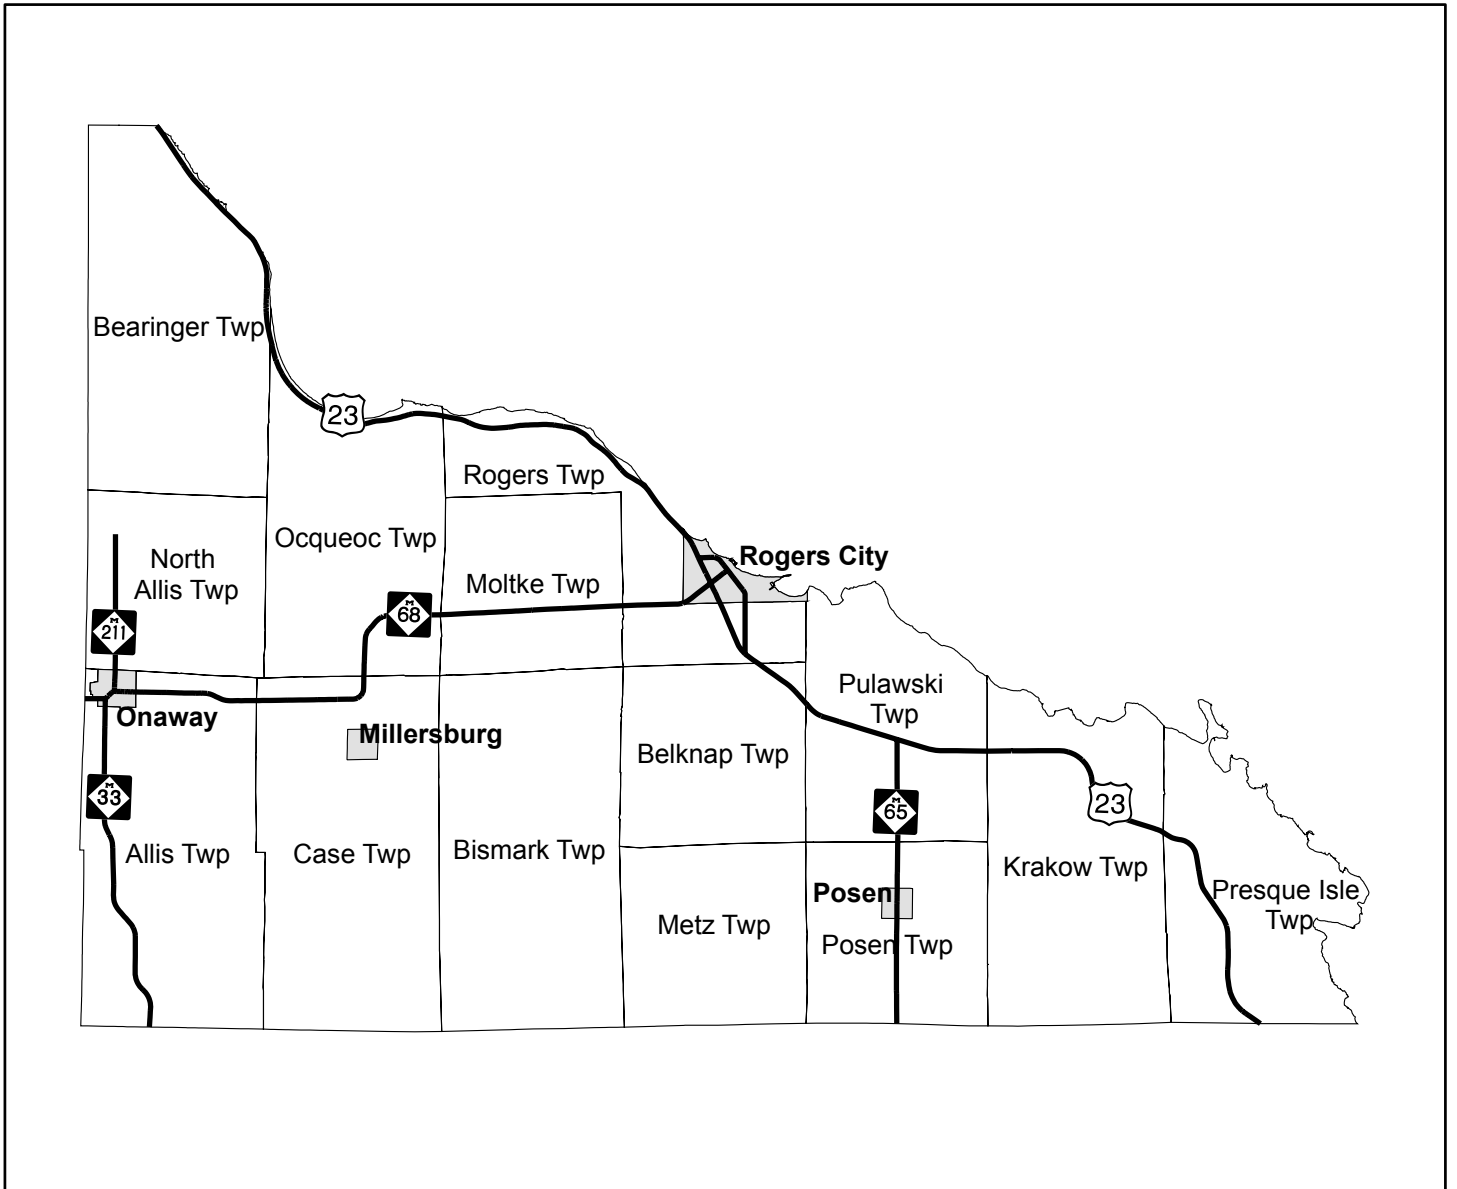 Bearinger Twp
23
Rogers Twp
Ocqueoc Twp
North
Allis Twp
Rogers City
Moltke Twp
M
68
M
211
Pulawski
Twp
Onaway
Millersburg
Belknap Twp
M
33
23
M
65
Allis Twp
Case Twp
Bismark Twp
Krakow Twp
Presque Isle
Twp
Posen
Metz Twp
Posen Twp